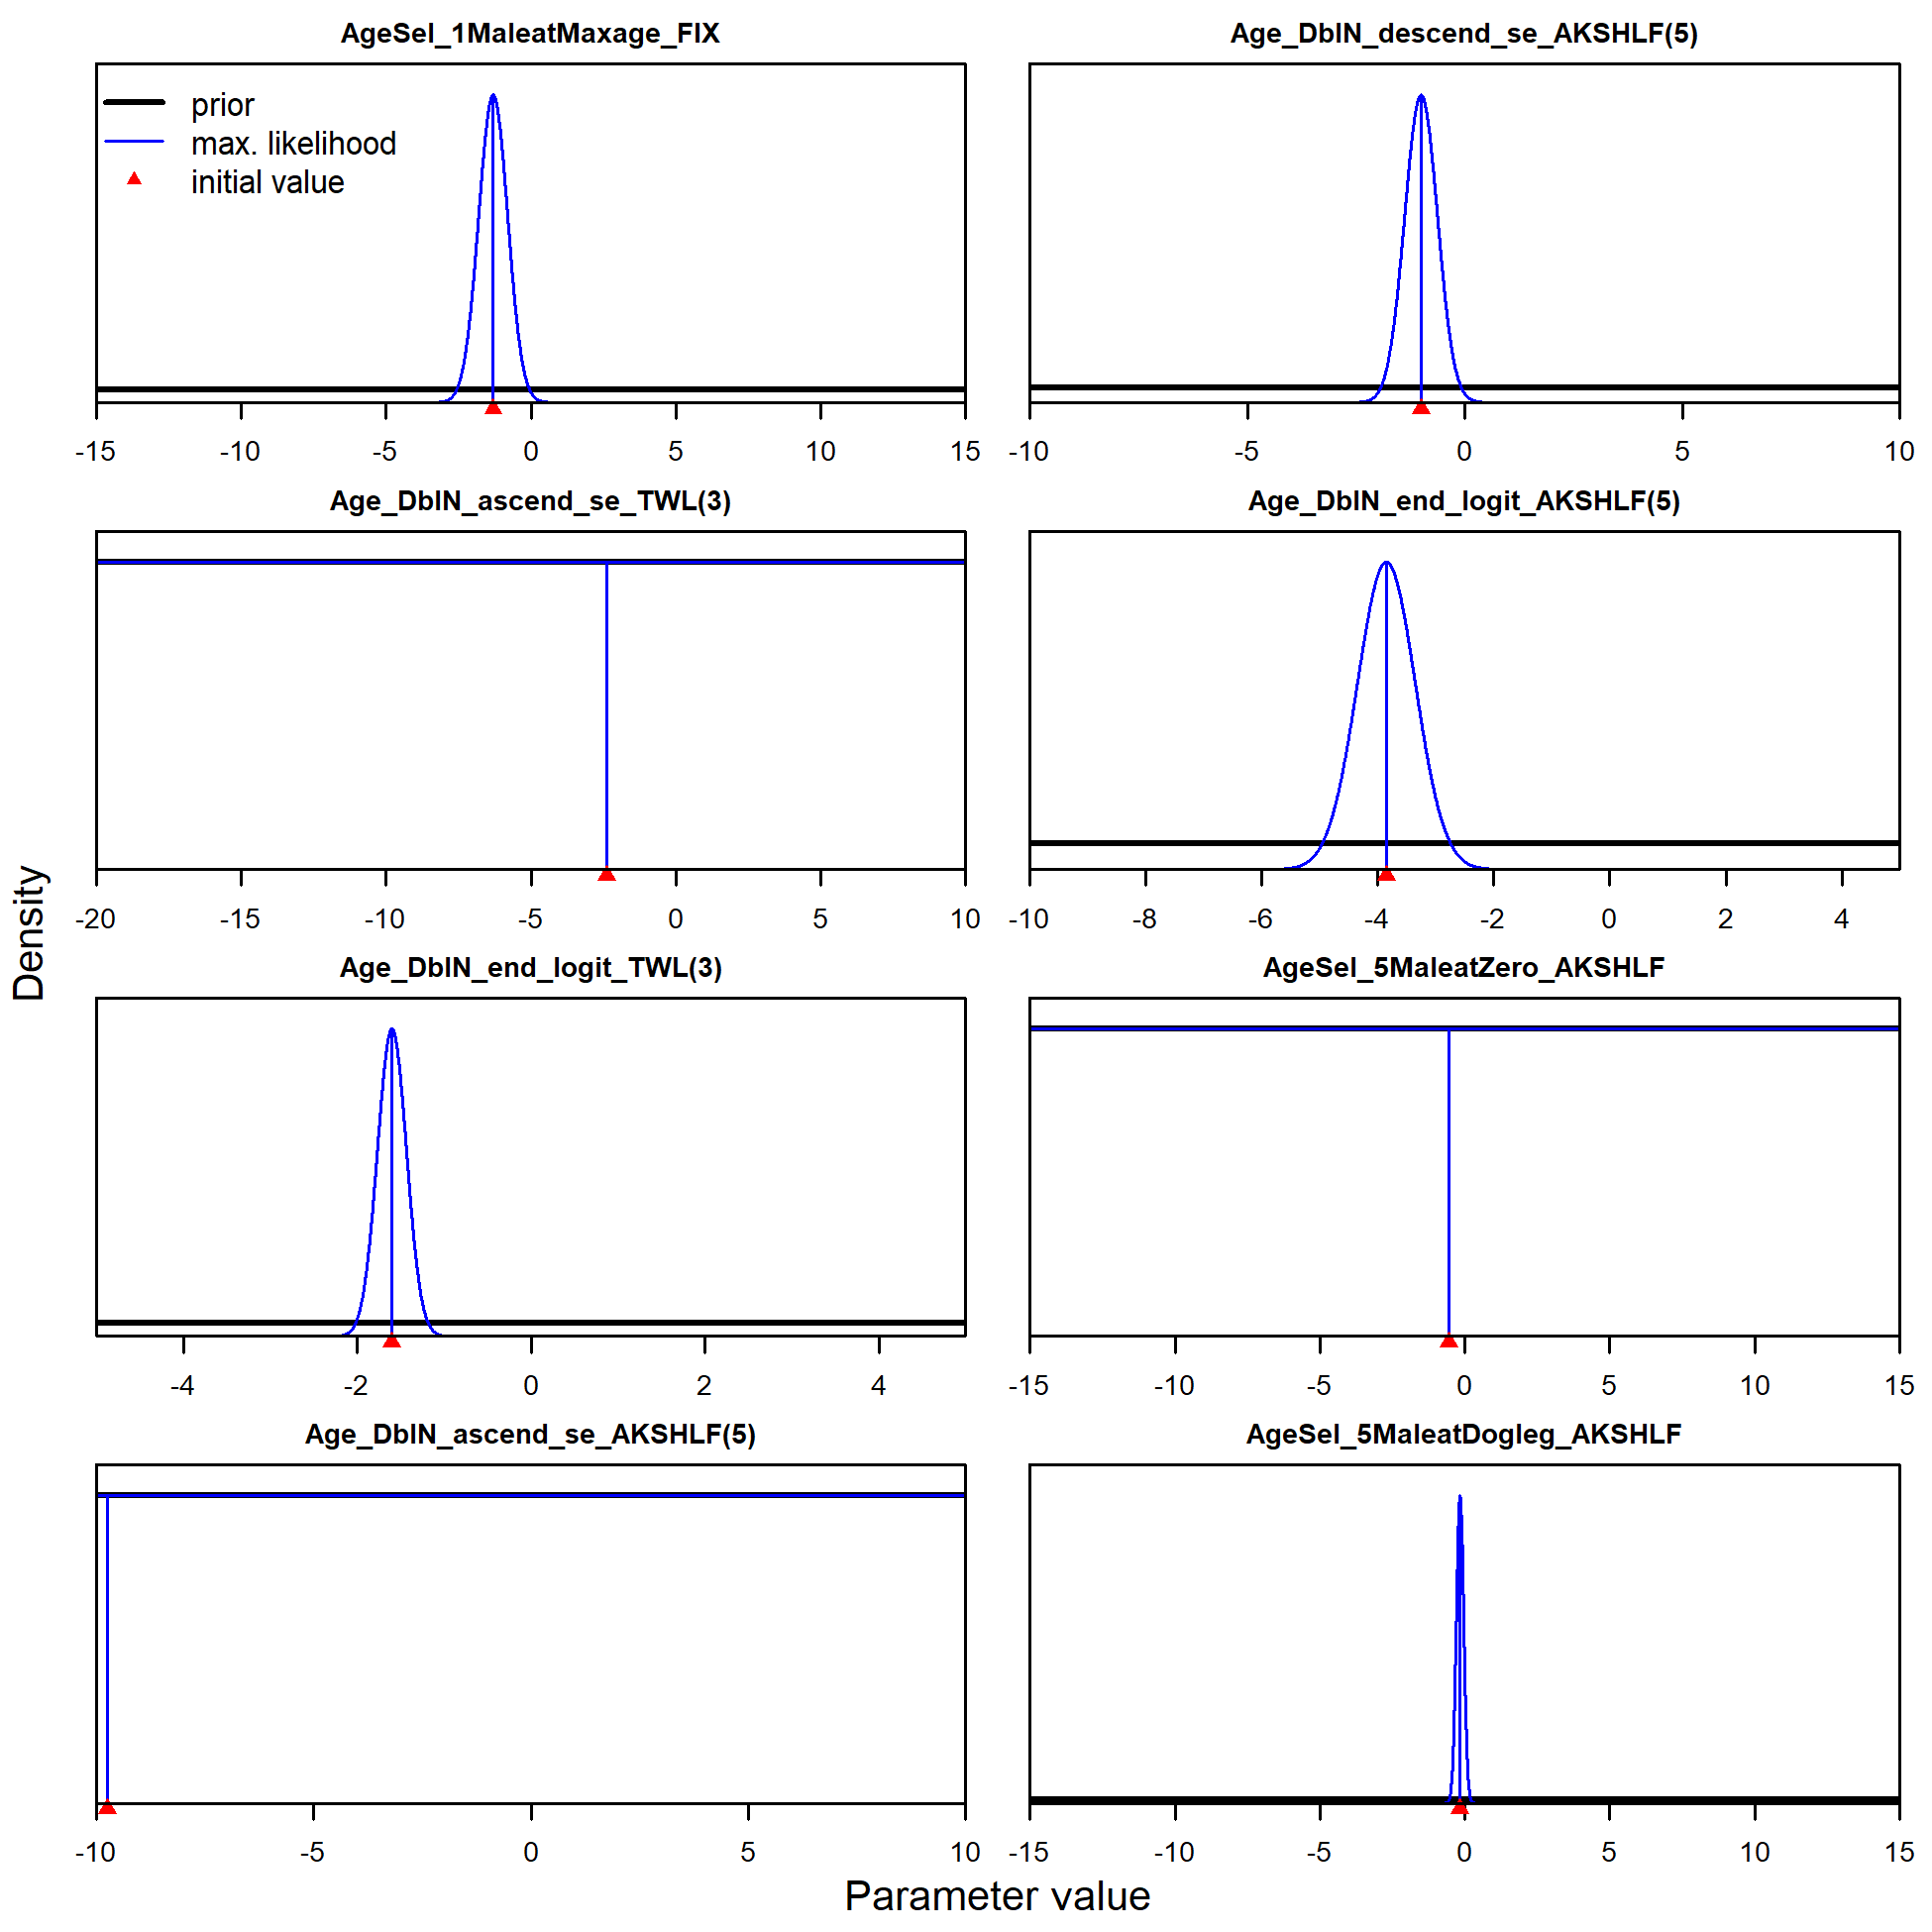 AgeSel_1MaleatMaxage_FIX
prior
max. likelihood
initial value
-15 -10 -5 0 5 10 15
Age_DblN_descend_se_AKSHLF(5)
-10 -5 0 5 10
Age_DblN_ascend_se_TWL(3)
-20 -15 -10 -5 0 5 10
Age_DblN_end_logit_AKSHLF(5)
-10 -8 -6 -4 -2 0 2 4
Age_DblN_end_logit_TWL(3)
-4 -2 0 2 4
AgeSel_5MaleatZero_AKSHLF
-15 -10 -5 0 5 10 15
Age_DblN_ascend_se_AKSHLF(5)
-10 -5 0 5 10
AgeSel_5MaleatDogleg_AKSHLF
-15 -10 -5 0 5 10 15
Density
Parameter value